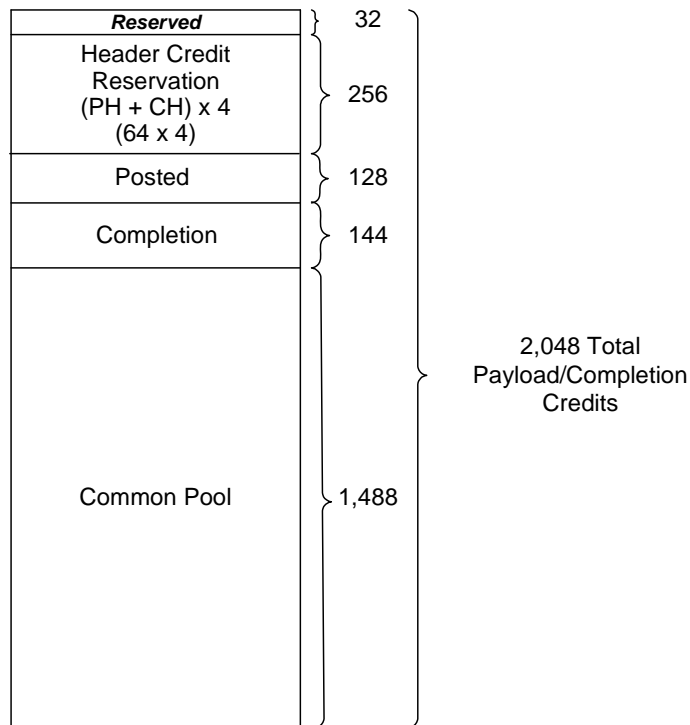 Reserved
32
Header Credit
Reservation
(PH + CH) x 4
(64 x 4)
256
Posted
128
Completion
144
2,048 Total
Payload/Completion
Credits
Common Pool
1,488